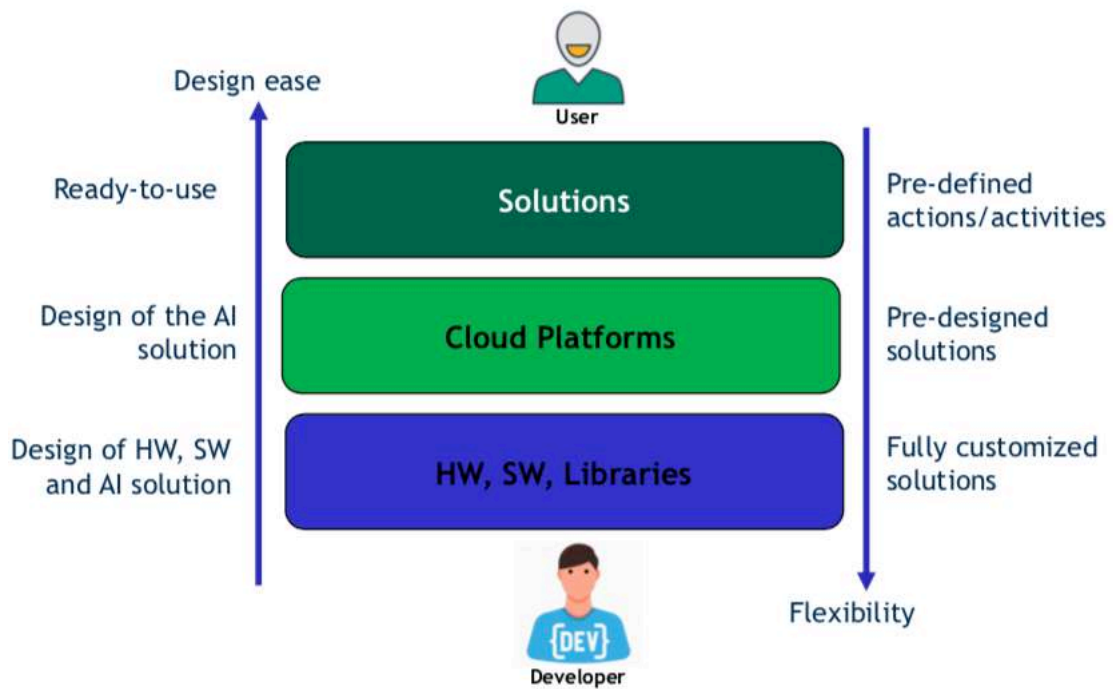 Design ease
User
Ready-to-use
Solutions
Pre-defined
actions/activities
Design of the AI
solution
Cloud Platforms
Pre-designed
solutions
Design of HW, SW
and AI solution
HW, SW, Libraries
Fully customized
solutions
{DEV}
Developer
Flexibility